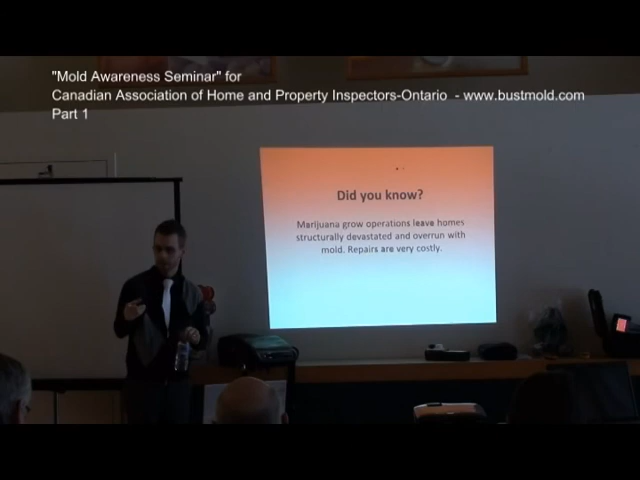 "Mold Awareness Seminar" for
Canadian Association of Home and Property Inspectors-Ontario - www.bustmold.com
Part 1
Did you know?
Marijuana grow operations leave homes
structurally devastated and overrun with
mold. Repairs are very costly.